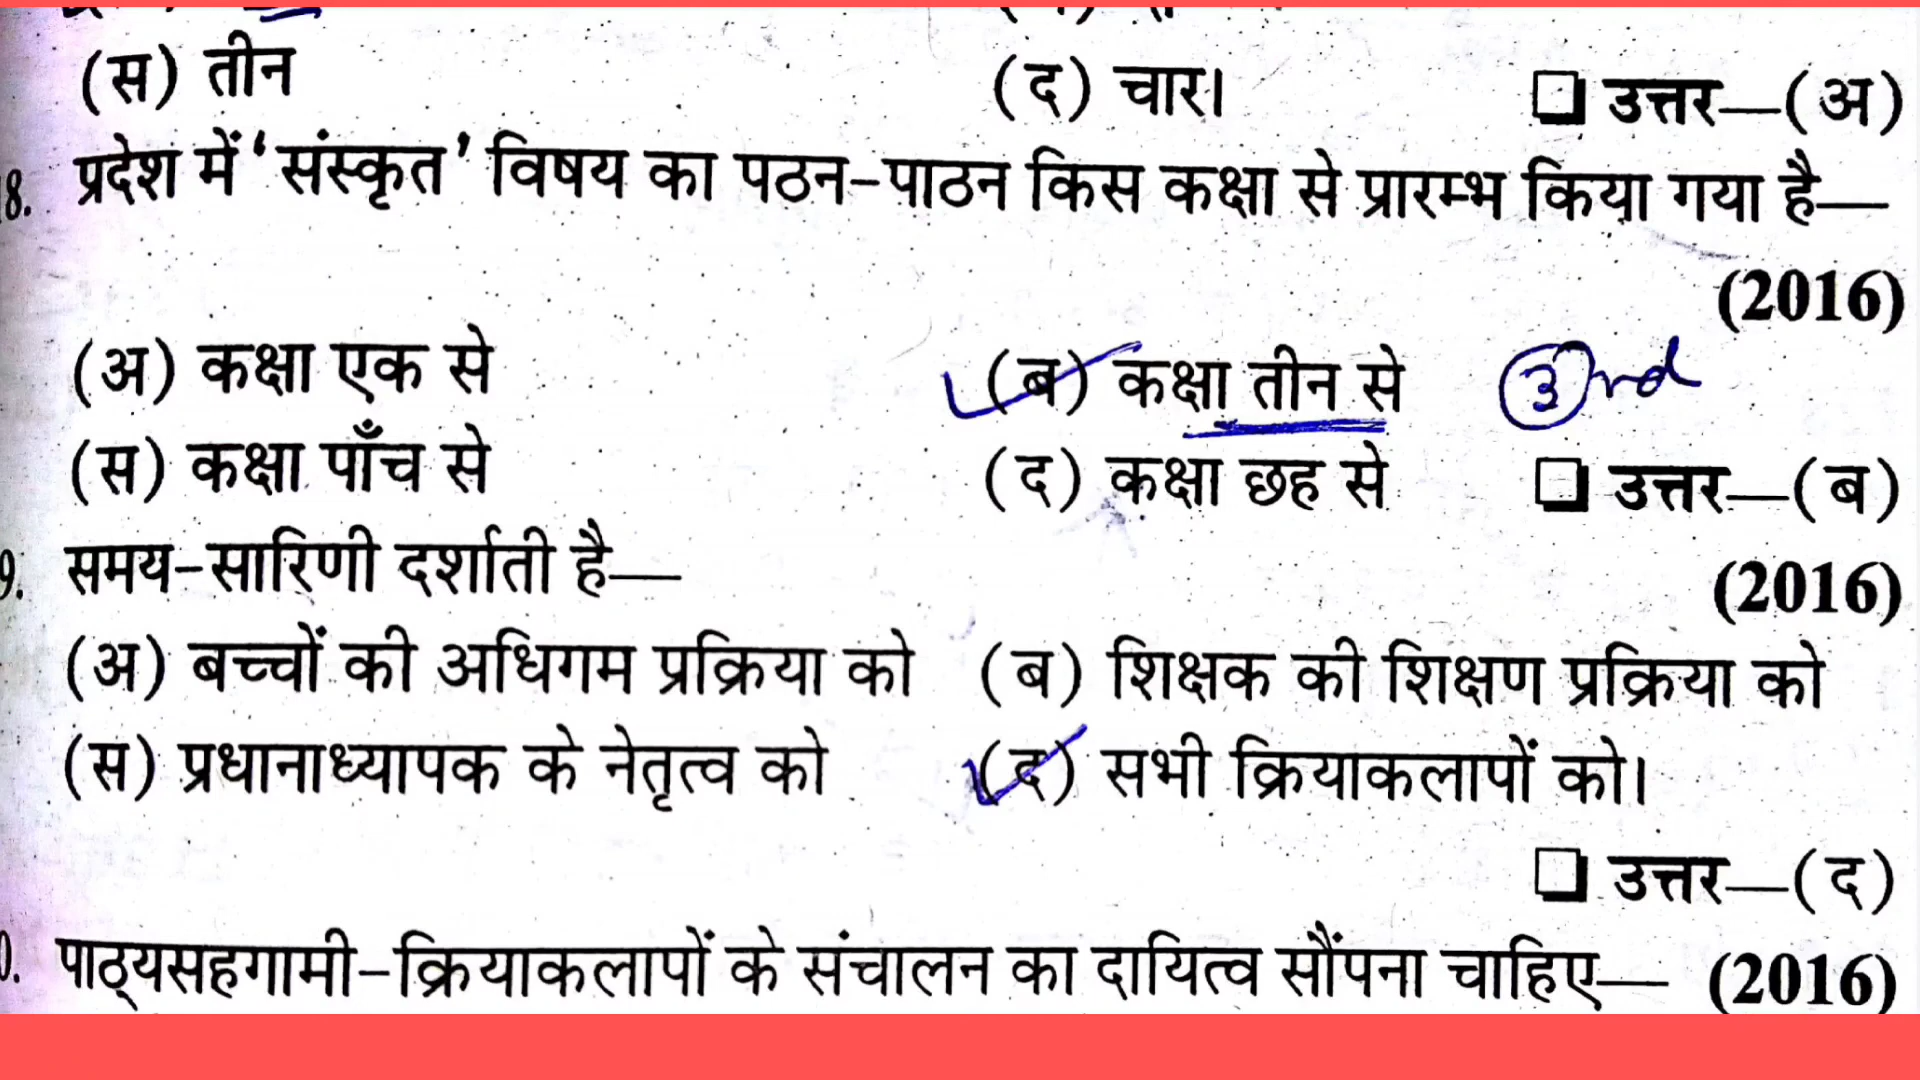 (स) तीन (द) चार। ❑ उत्तर—(अ)
8. प्रदेश में 'संस्कृत' विषय का पठन-पाठन किस कक्षा से प्रारम्भ किया गया है—
(2016)
(अ) कक्षा एक से (ब) कक्षा तीन से 3rd
(स) कक्षा पाँच से (द) कक्षा छह से ❑ उत्तर—(ब)
9. समय-सारिणी दर्शाती है— (2016)
(अ) बच्चों की अधिगम प्रक्रिया को (ब) शिक्षक की शिक्षण प्रक्रिया को
(स) प्रधानाध्यापक के नेतृत्व को (द) सभी क्रियाकलापों को।
❑ उत्तर—(द)
0. पाठ्यसहगामी-क्रियाकलापों के संचालन का दायित्व सौंपना चाहिए— (2016)